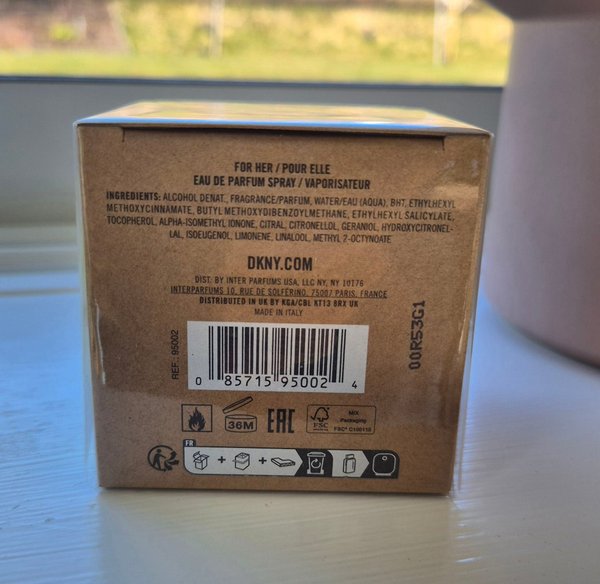 FOR HER / POUR ELLE
EAU DE PARFUM SPRAY / VAPORISATEUR
INGREDIENTS: ALCOHOL DENAT., FRAGRANCE/PARFUM, WATER/EAU (AQUA), BHT, ETHYLHEXYL
METHOXYCINNAMATE, BUTYL METHOXYDIBENZOYLMETHANE, ETHYLHEXYL SALICYLATE,
TOCOPHEROL, ALPHA-ISOMETHYL IONONE, CITRAL, CITRONELLOL, GERANIOL, HYDROXYCITRONEL-
LAL, ISOEUGENOL, LIMONENE, LINALOOL, METHYL 2-OCTYNOATE
DKNY.COM
DIST. BY INTER PARFUMS USA, LLC NY, NY 10176
INTERPARFUMS 10, RUE DE SOLFÉRINO, 75007 PARIS, FRANCE
DISTRIBUTED IN UK BY KGA/CBL KT13 8RX UK
MADE IN ITALY
REF.: 95002
0 85715 95002 4
00R53G1
36M
EAC
FSC
MIX
Packaging
FSC®
FR